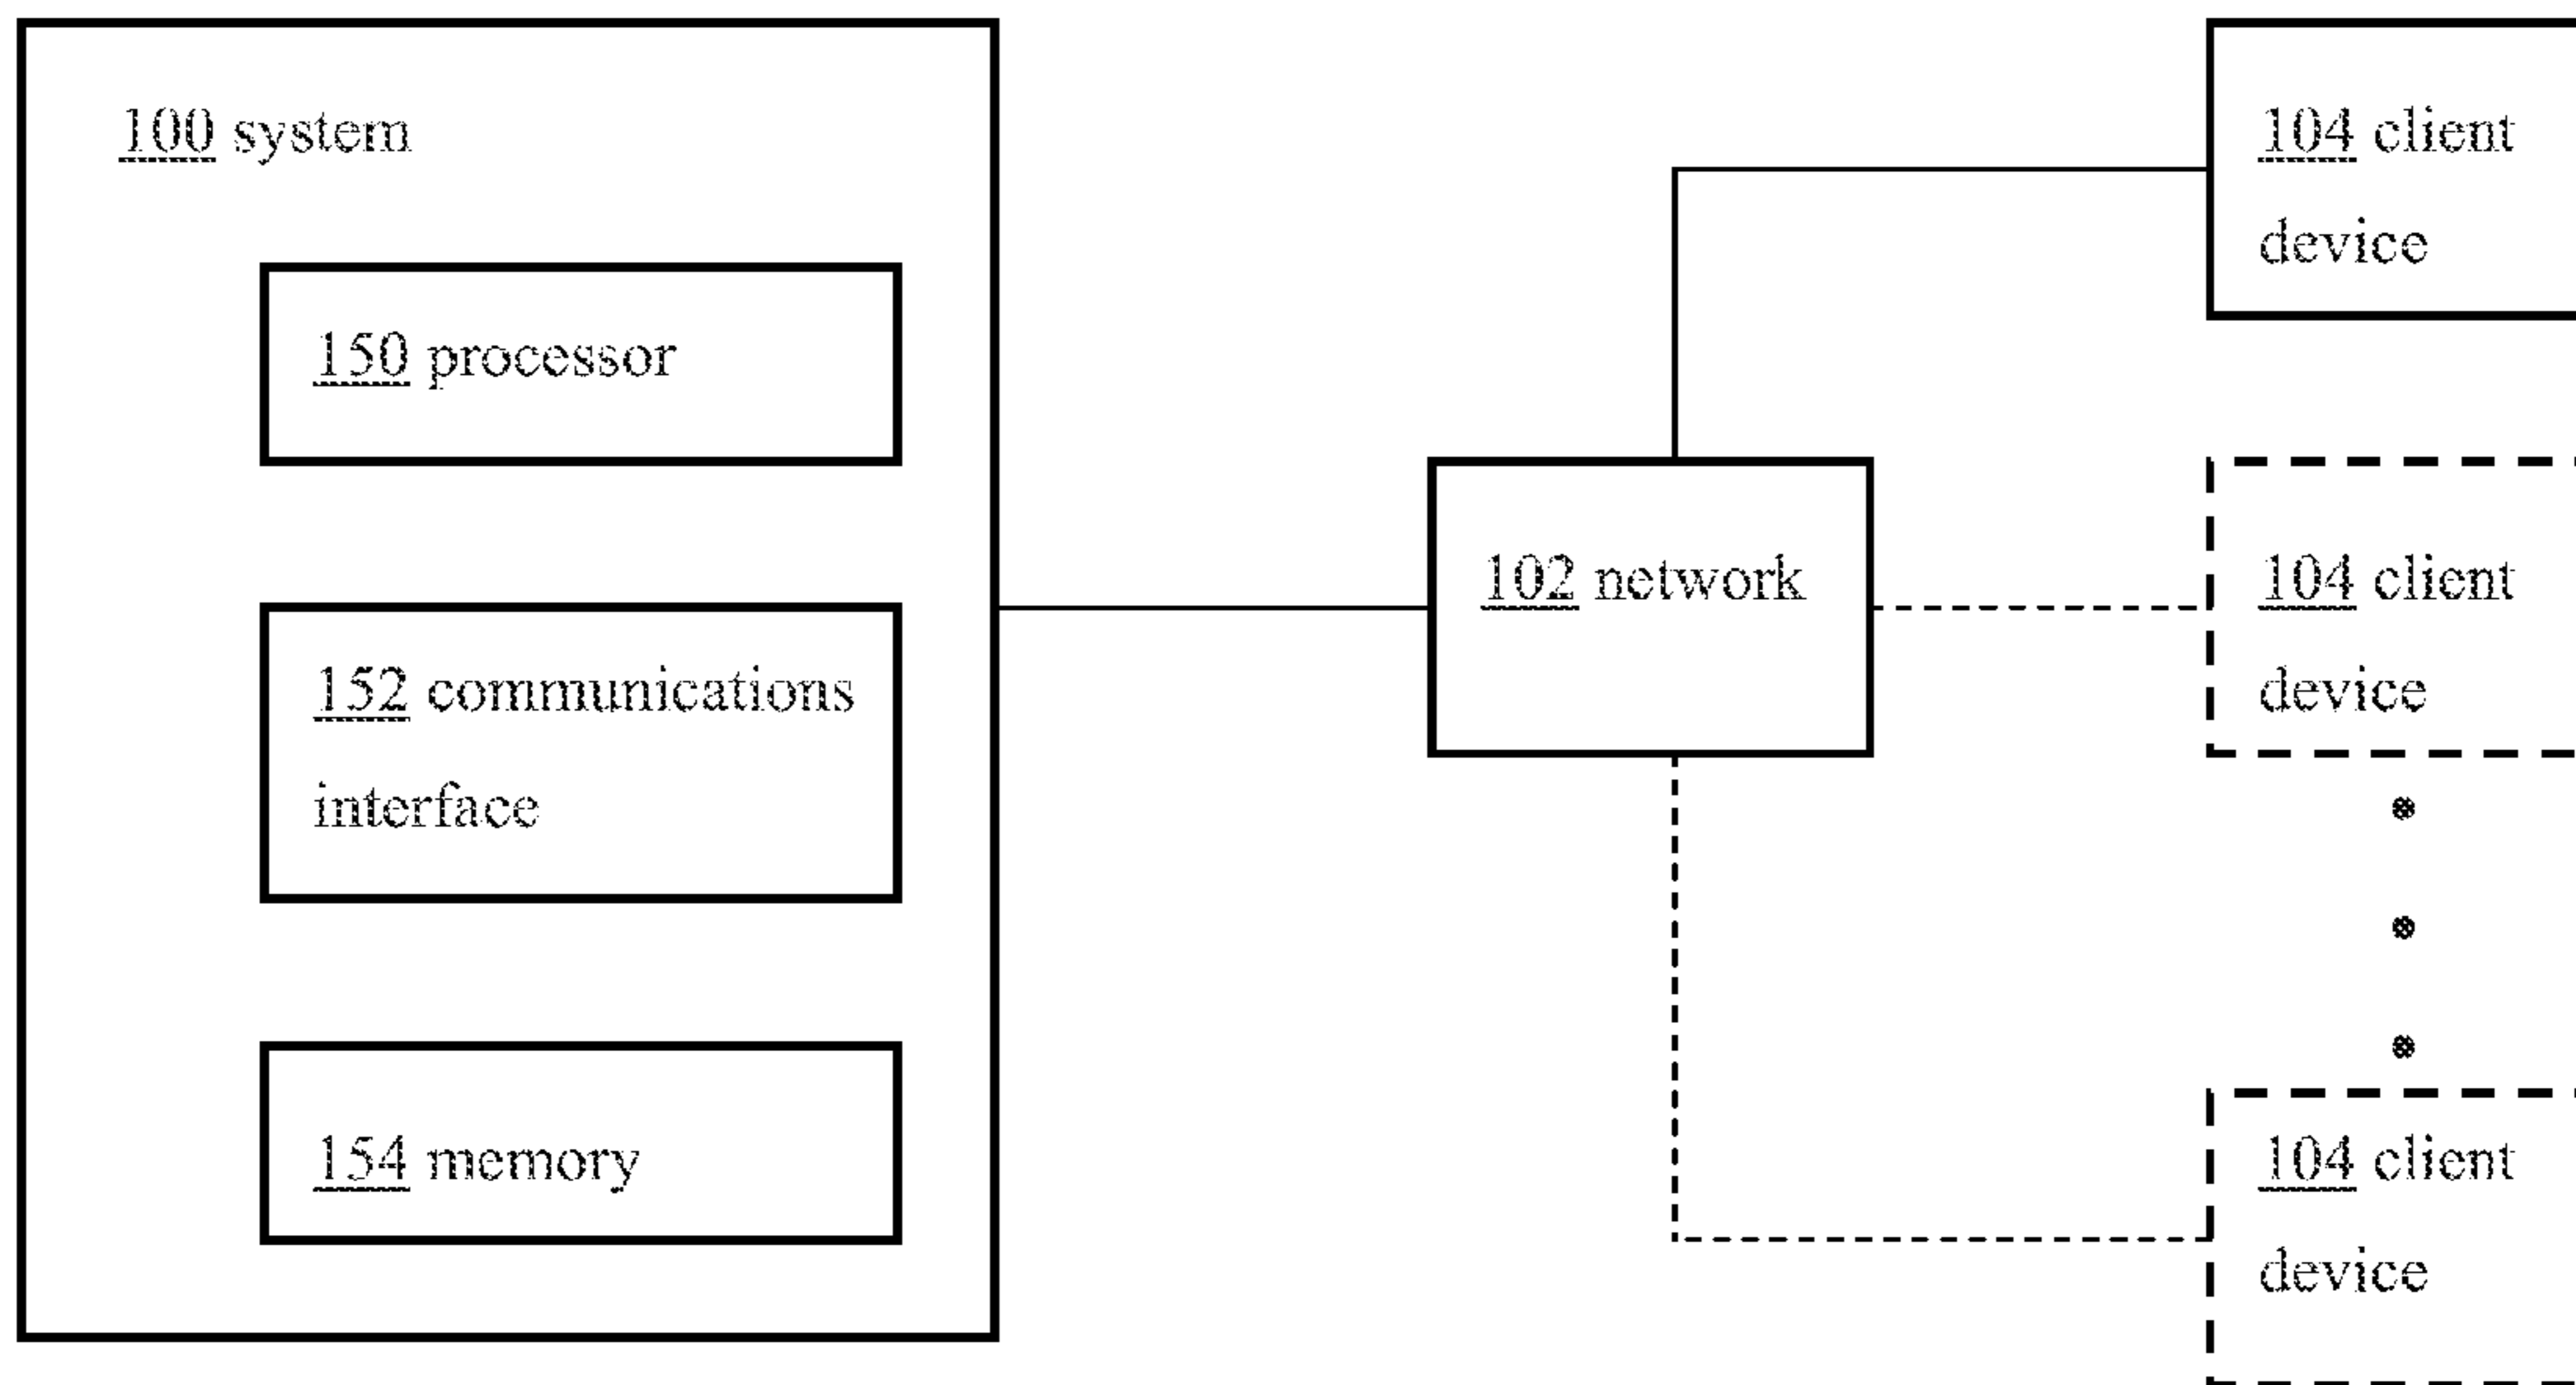 100 system
150 processor
152 communications
interface
154 memory
102 network
104 client
device
104 client
device
104 client
device